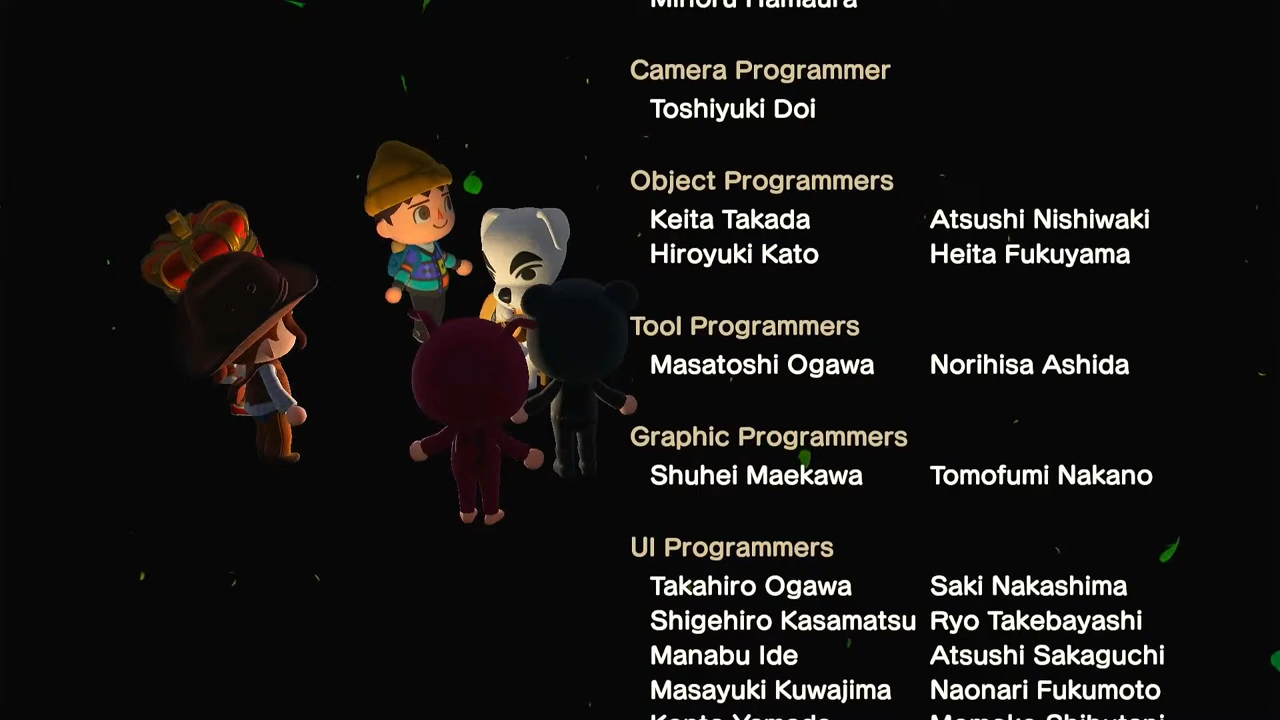 Minoru Hamaura
Camera Programmer
Toshiyuki Doi
Object Programmers
Keita Takada Atsushi Nishiwaki
Hiroyuki Kato Heita Fukuyama
Tool Programmers
Masatoshi Ogawa Norihisa Ashida
Graphic Programmers
Shuhei Maekawa Tomofumi Nakano
UI Programmers
Takahiro Ogawa Saki Nakashima
Shigehiro Kasamatsu Ryo Takebayashi
Manabu Ide Atsushi Sakaguchi
Masayuki Kuwajima Naonari Fukumoto